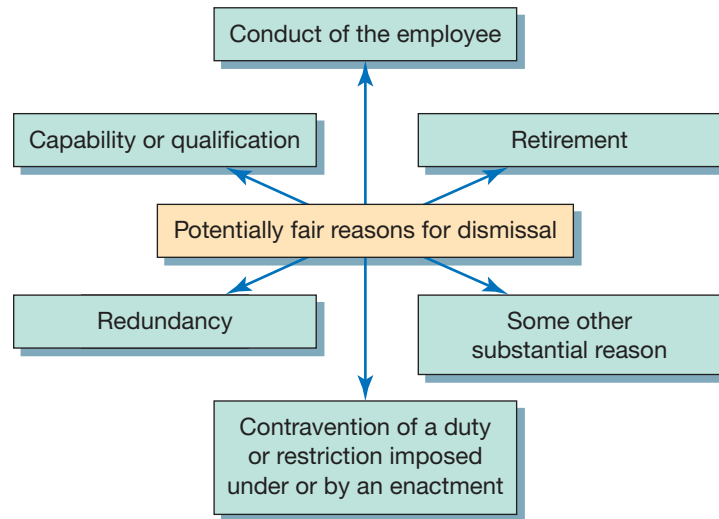 Conduct of the employee
Capability or qualification
Retirement
Potentially fair reasons for dismissal
Redundancy
Some other
substantial reason
Contravention of a duty
or restriction imposed
under or by an enactment